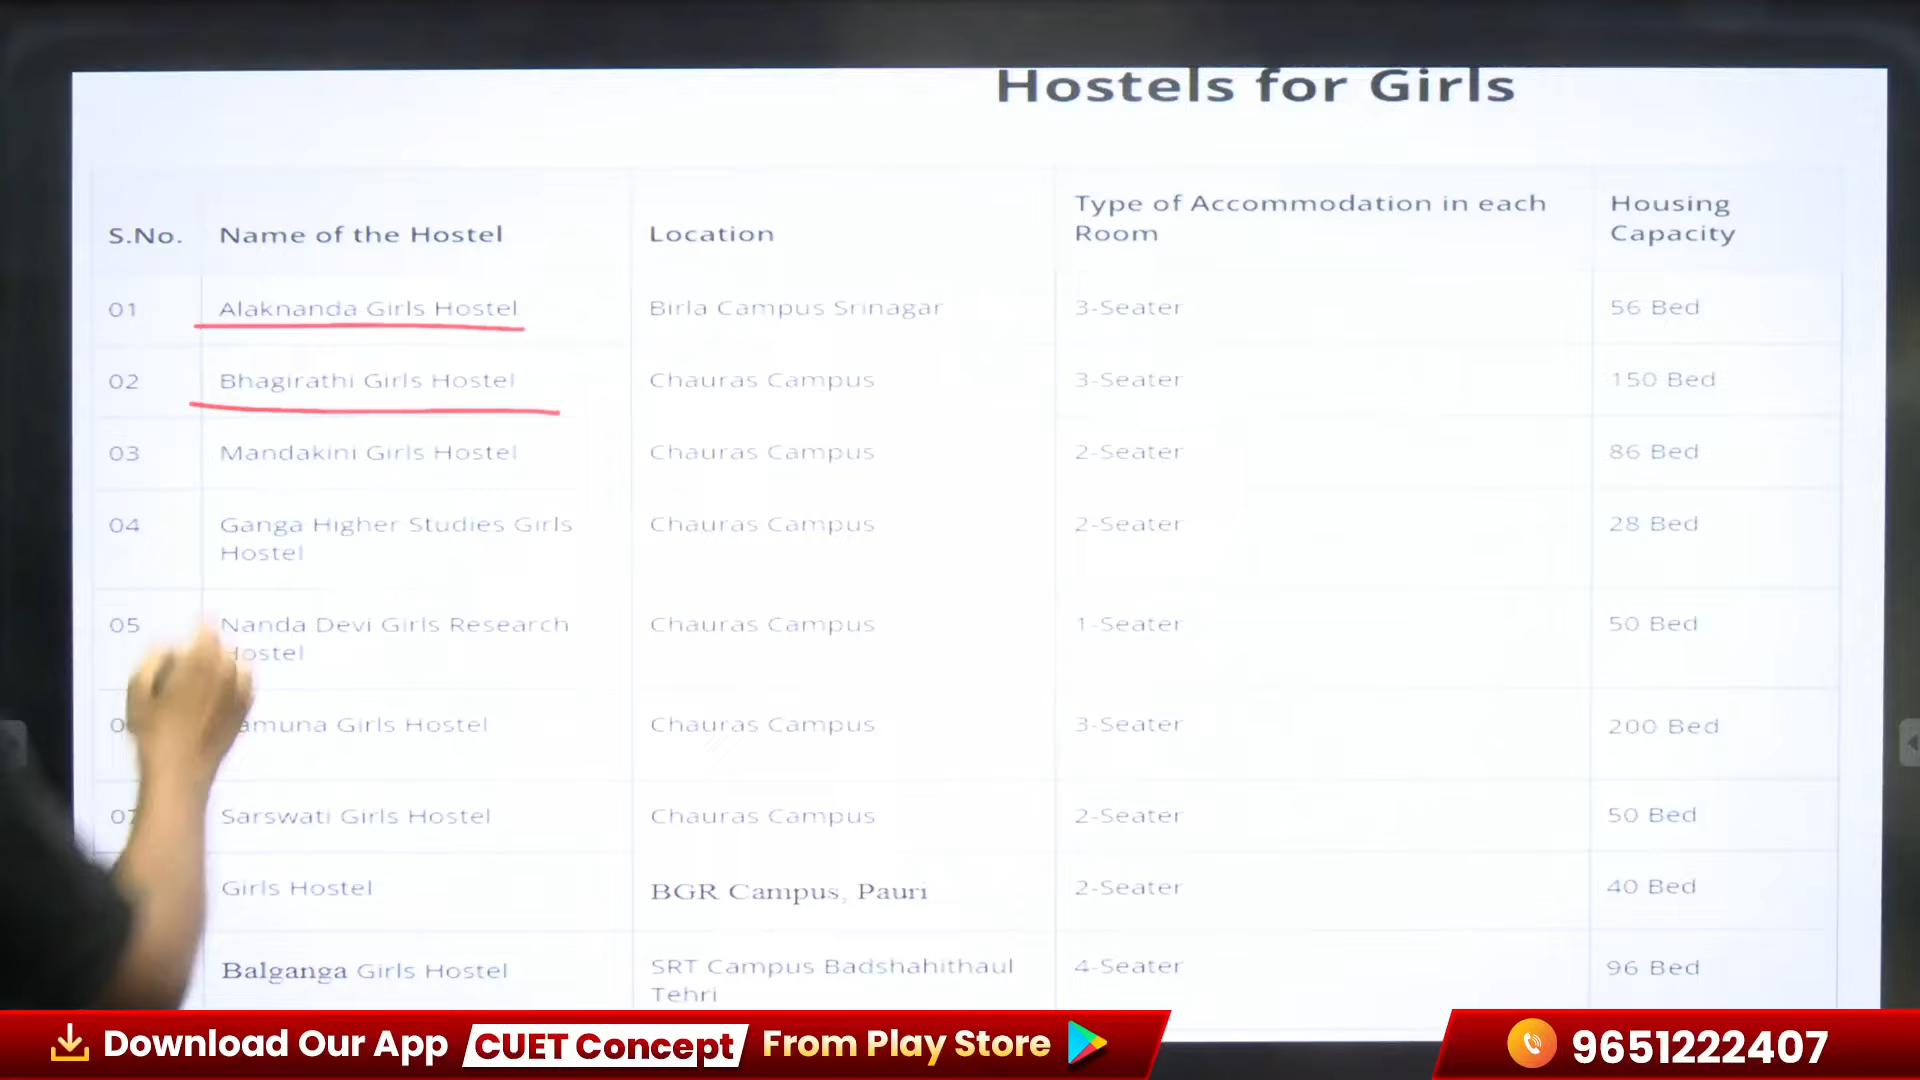 Hostels for Girls
S.No. Name of the Hostel Location Type of Accommodation in each Room Housing Capacity
01 Alaknanda Girls Hostel Birla Campus Srinagar 3-Seater 56 Bed
02 Bhagirathi Girls Hostel Chauras Campus 3-Seater 150 Bed
03 Mandakini Girls Hostel Chauras Campus 2-Seater 86 Bed
04 Ganga Higher Studies Girls Hostel Chauras Campus 2-Seater 28 Bed
05 Nanda Devi Girls Research Hostel Chauras Campus 1-Seater 50 Bed
Girls Hostel Chauras Campus 3-Seater 200 Bed
07 Sarswati Girls Hostel Chauras Campus 2-Seater 50 Bed
Girls Hostel BGR Campus, Pauri 2-Seater 40 Bed
Balganga Girls Hostel SRT Campus Badshahithaul Tehri 4-Seater 96 Bed
Download Our App CUET Concept From Play Store
9651222407